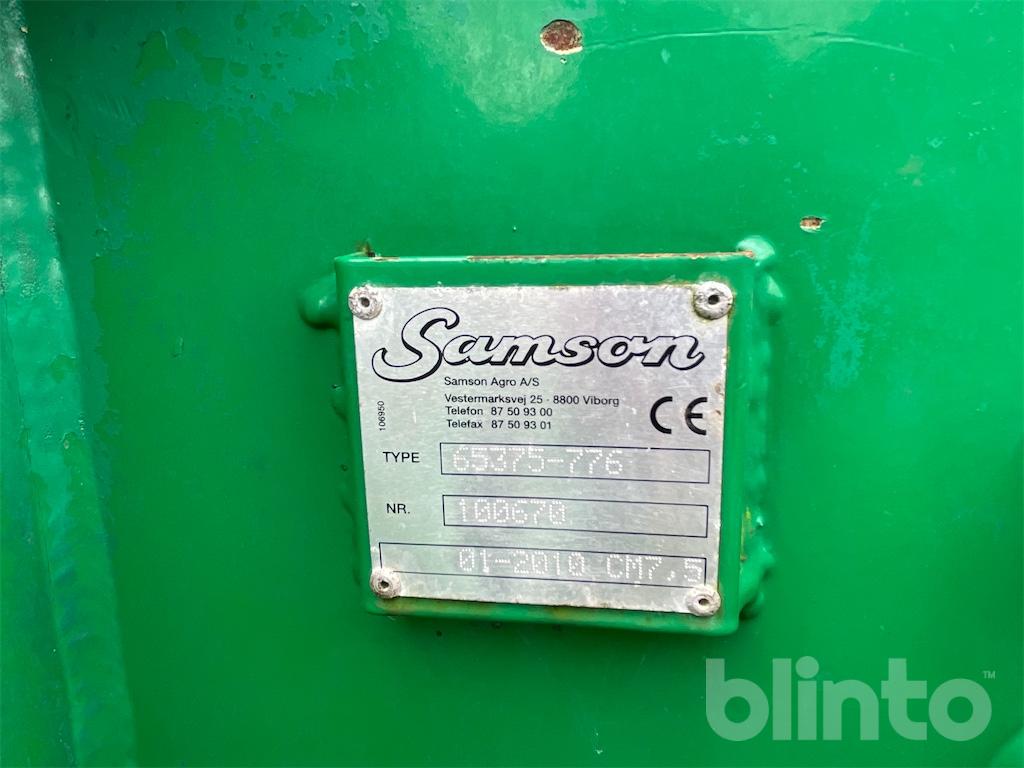 Samson
Samson Agro A/S
Vestermarksvej 25 - 8800 Viborg
Telefon 87 50 93 00
Telefax 87 50 93 01
106950
CE
TYPE 65375-776
NR. 100670
01-2010 CM7,5
blinto™